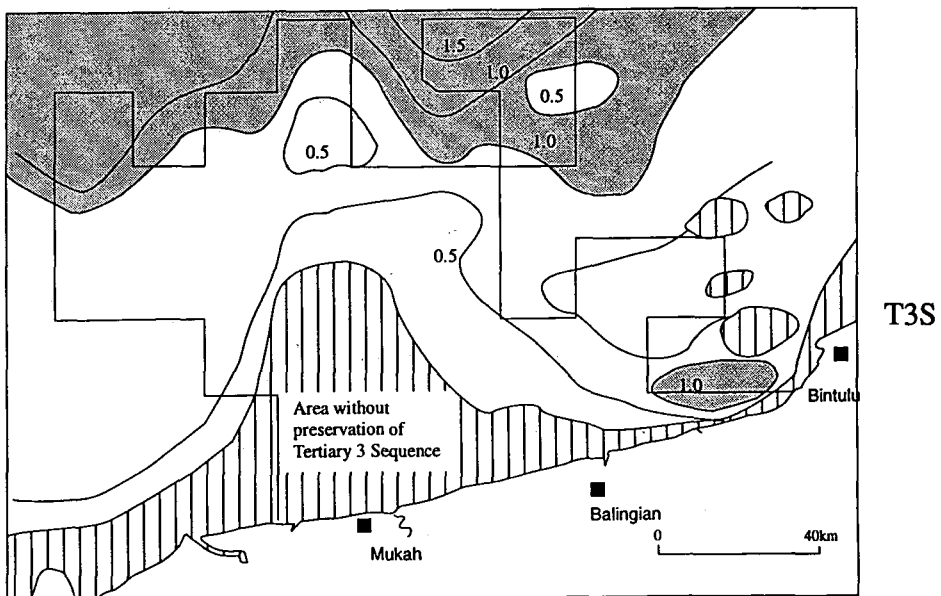 1.5
1.0
0.5
1.0
0.5
0.5
T3S
1.0
Bintulu
Area without
preservation of
Tertiary 3 Sequence
Balingian
Mukah
0 40km